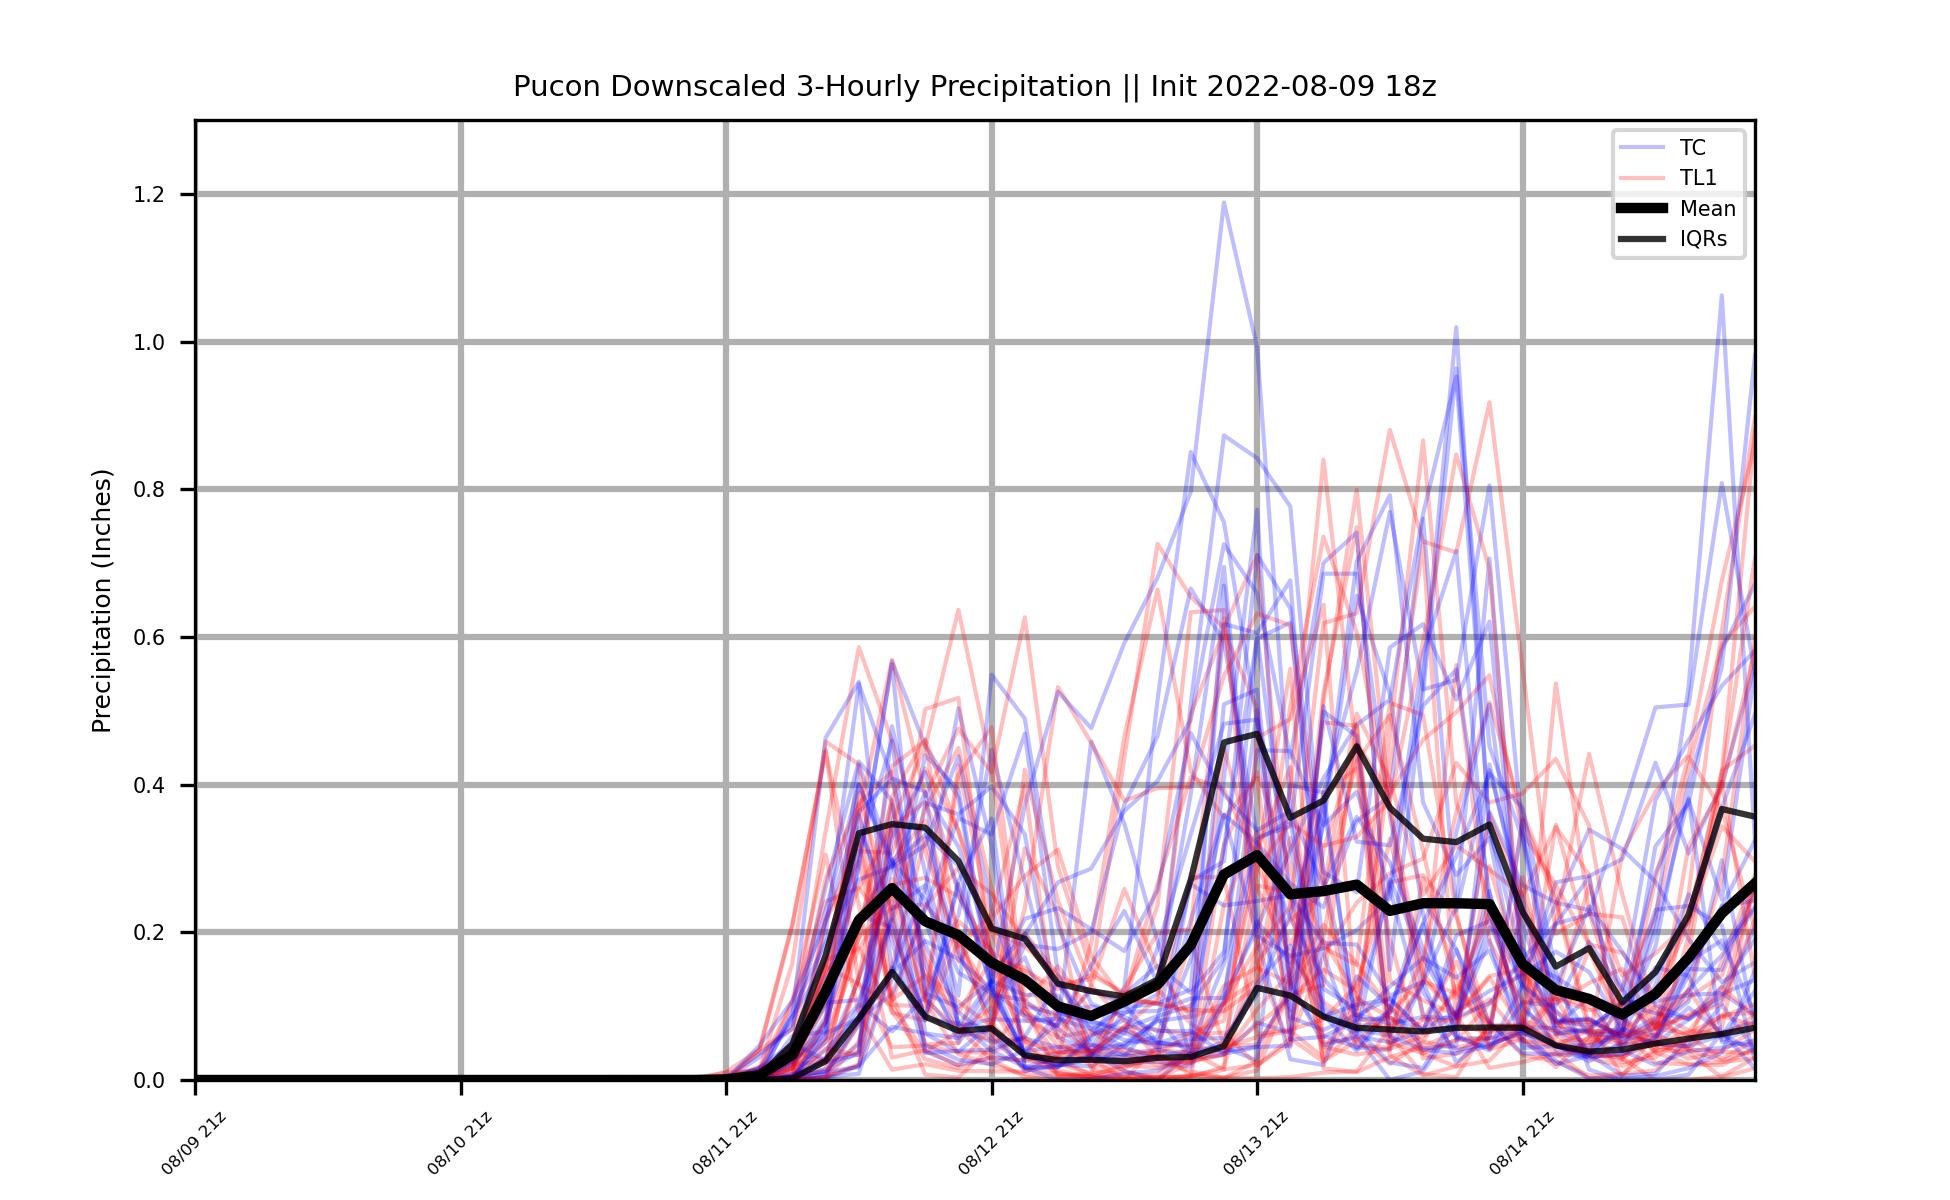 Pucon Downscaled 3-Hourly Precipitation || Init 2022-08-09 18z
TC
TL1
Mean
IQRs
Precipitation (Inches)
1.2
1.0
0.8
0.6
0.4
0.2
0.0
08/09 21z
08/10 21z
08/11 21z
08/12 21z
08/13 21z
08/14 21z